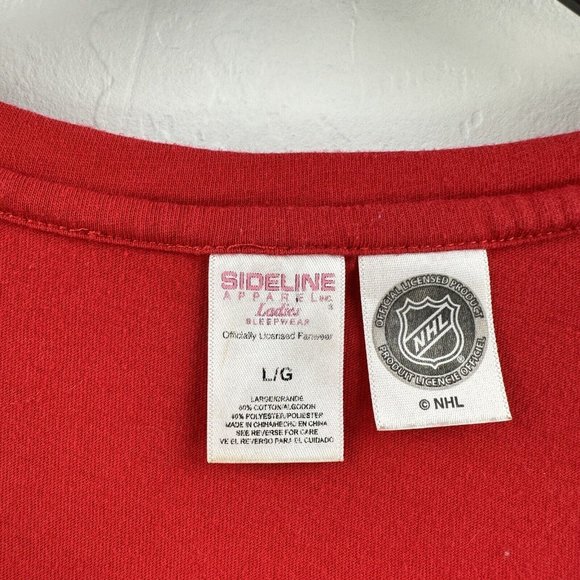 SIDELINE
APPAREL INC.
Ladies
SLEEPWEAR
Officially Licensed Fanwear
L/G
LARGE/GRANDE
60% COTTON/ALGODON
40% POLYESTER/POLIESTER
MADE IN CHINA/HECHO EN CHINA
SEE REVERSE FOR CARE
VE EL REVERSO PARA EL CUIDADO
OFFICIAL LICENSED PRODUCT
NHL
PRODUIT LICENCIÉ OFFICIEL
© NHL